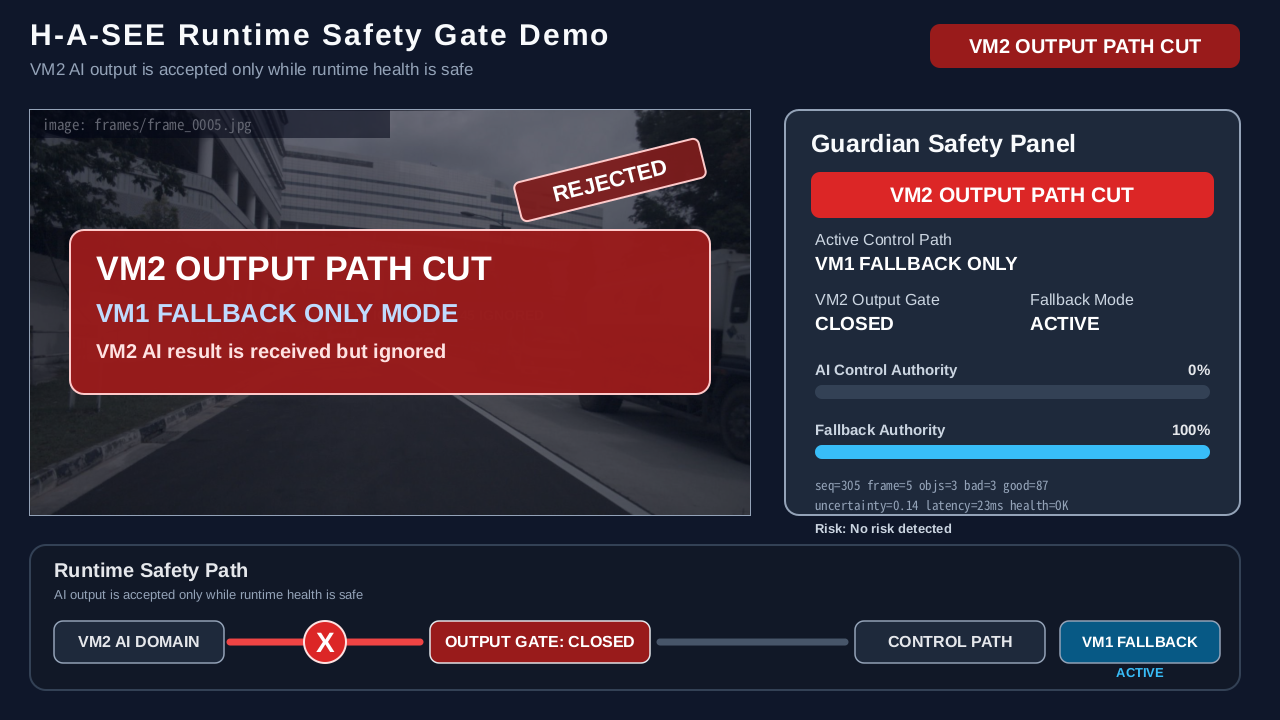 H-A-SEE Runtime Safety Gate Demo
VM2 AI output is accepted only while runtime health is safe
VM2 OUTPUT PATH CUT
image: frames/frame_0005.jpg
REJECTED
VM2 OUTPUT PATH CUT
VM1 FALLBACK ONLY MODE
VM2 AI result is received but ignored
Guardian Safety Panel
VM2 OUTPUT PATH CUT
Active Control Path
VM1 FALLBACK ONLY
VM2 Output Gate
CLOSED
Fallback Mode
ACTIVE
AI Control Authority 0%
Fallback Authority 100%
seq=305 frame=5 objs=3 bad=3 good=87
uncertainty=0.14 latency=23ms health=OK
Risk: No risk detected
Runtime Safety Path
AI output is accepted only while runtime health is safe
VM2 AI DOMAIN
X
OUTPUT GATE: CLOSED
CONTROL PATH
VM1 FALLBACK
ACTIVE